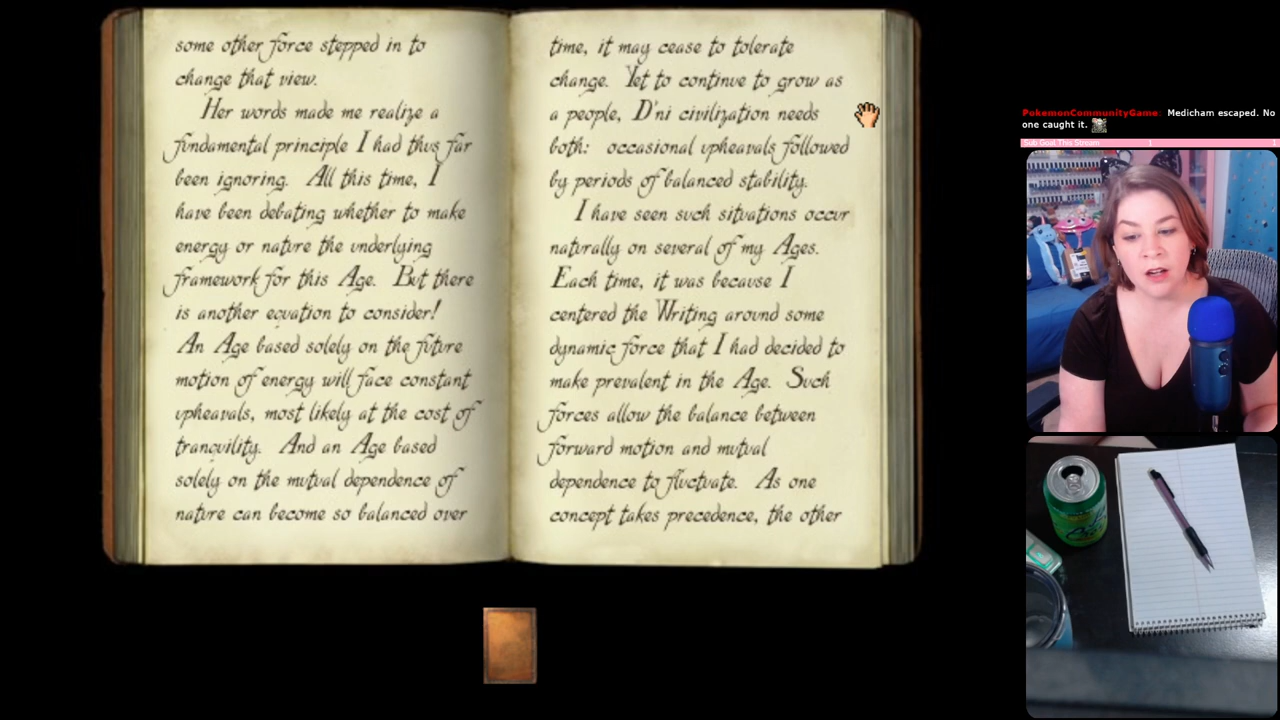 some other force stepped in to
change that view.
Her words made me realize a
fundamental principle I had thus far
been ignoring. All this time, I
have been debating whether to make
energy or nature the underlying
framework for this Age. But there
is another equation to consider!
An Age based solely on the future
motion of energy will face constant
upheavals, most likely at the cost of
tranquility. And an Age based
solely on the mutual dependence of
nature can become so balanced over
time, it may cease to tolerate
change. Yet to continue to grow as
a people, D'ni civilization needs
both: occasional upheavals followed
by periods of balanced stability.
I have seen such situations occur
naturally on several of my Ages.
Each time, it was because I
centered the Writing around some
dynamic force that I had decided to
make prevalent in the Age. Such
forces allow the balance between
forward motion and mutual
dependence to fluctuate. As one
concept takes precedence, the other
PokemonCommunityGame: Medicham escaped. No
one caught it.
Sub Goal This Stream 1